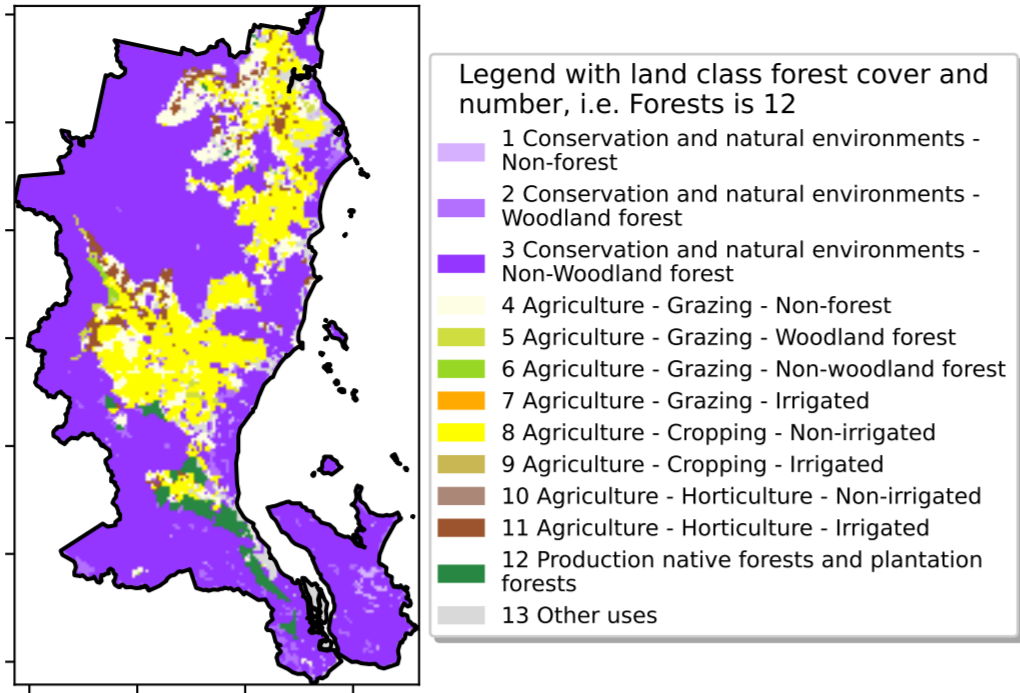 Legend with land class forest cover and
number, i.e. Forests is 12
1 Conservation and natural environments -
Non-forest
2 Conservation and natural environments -
Woodland forest
3 Conservation and natural environments -
Non-Woodland forest
4 Agriculture - Grazing - Non-forest
5 Agriculture - Grazing - Woodland forest
6 Agriculture - Grazing - Non-woodland forest
7 Agriculture - Grazing - Irrigated
8 Agriculture - Cropping - Non-irrigated
9 Agriculture - Cropping - Irrigated
10 Agriculture - Horticulture - Non-irrigated
11 Agriculture - Horticulture - Irrigated
12 Production native forests and plantation
forests
13 Other uses